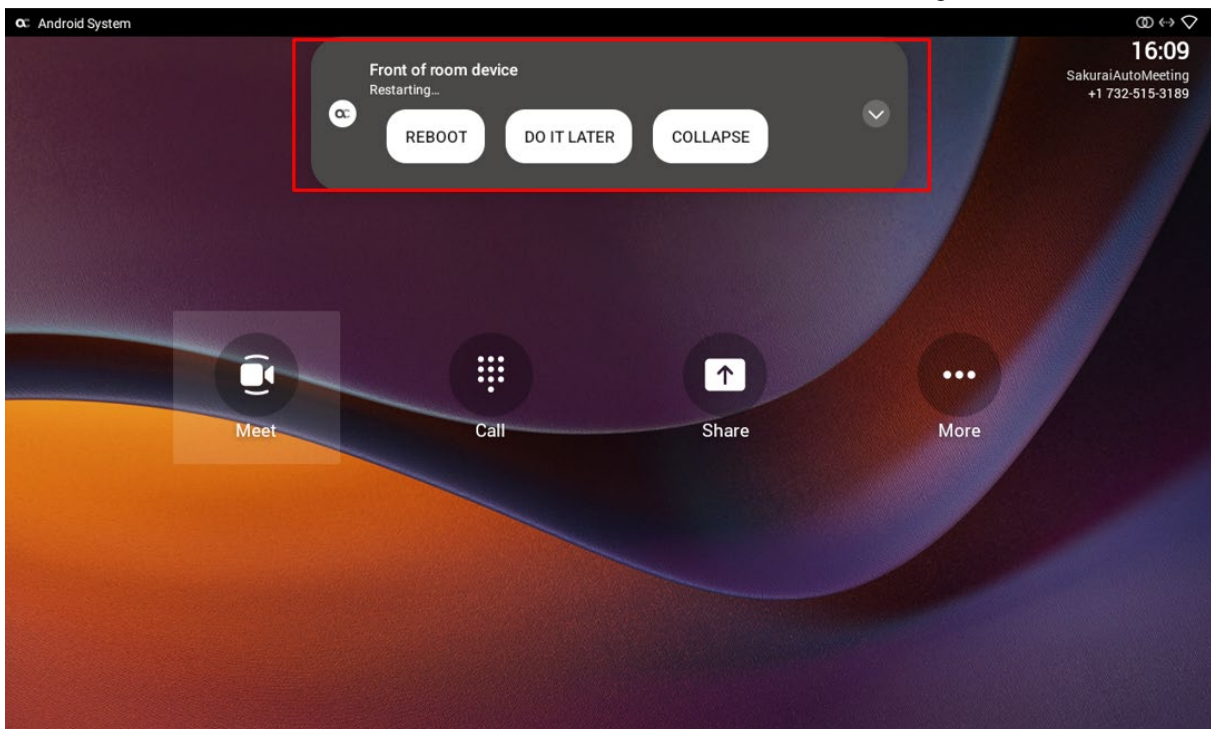 Android System
16:09
SakuraiAutoMeeting
+1 732-515-3189
Front of room device
Restarting...
REBOOT DO IT LATER COLLAPSE
Meet Call Share More